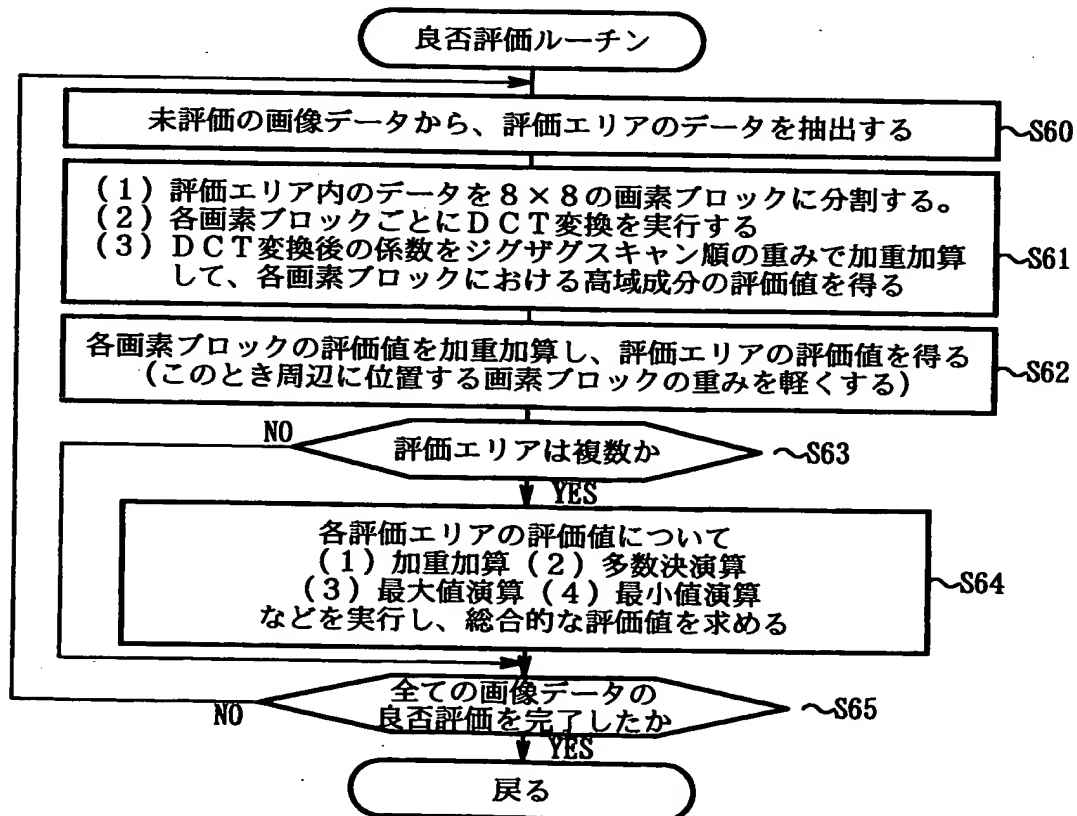 良否評価ルーチン
未評価の画像データから、評価エリアのデータを抽出する
～S60
(1)評価エリア内のデータを8×8の画素ブロックに分割する。
(2)各画素ブロックごとにDCT変換を実行する
(3)DCT変換後の係数をジグザグスキャン順の重みで加重加算
して、各画素ブロックにおける高域成分の評価値を得る
～S61
各画素ブロックの評価値を加重加算し、評価エリアの評価値を得る
(このとき周辺に位置する画素ブロックの重みを軽くする)
～S62
NO
評価エリアは複数か
～S63
YES
各評価エリアの評価値について
(1)加重加算(2)多数決演算
(3)最大値演算(4)最小値演算
などを実行し、総合的な評価値を求める
～S64
全ての画像データの
良否評価を完了したか
～S65
NO
YES
戻る